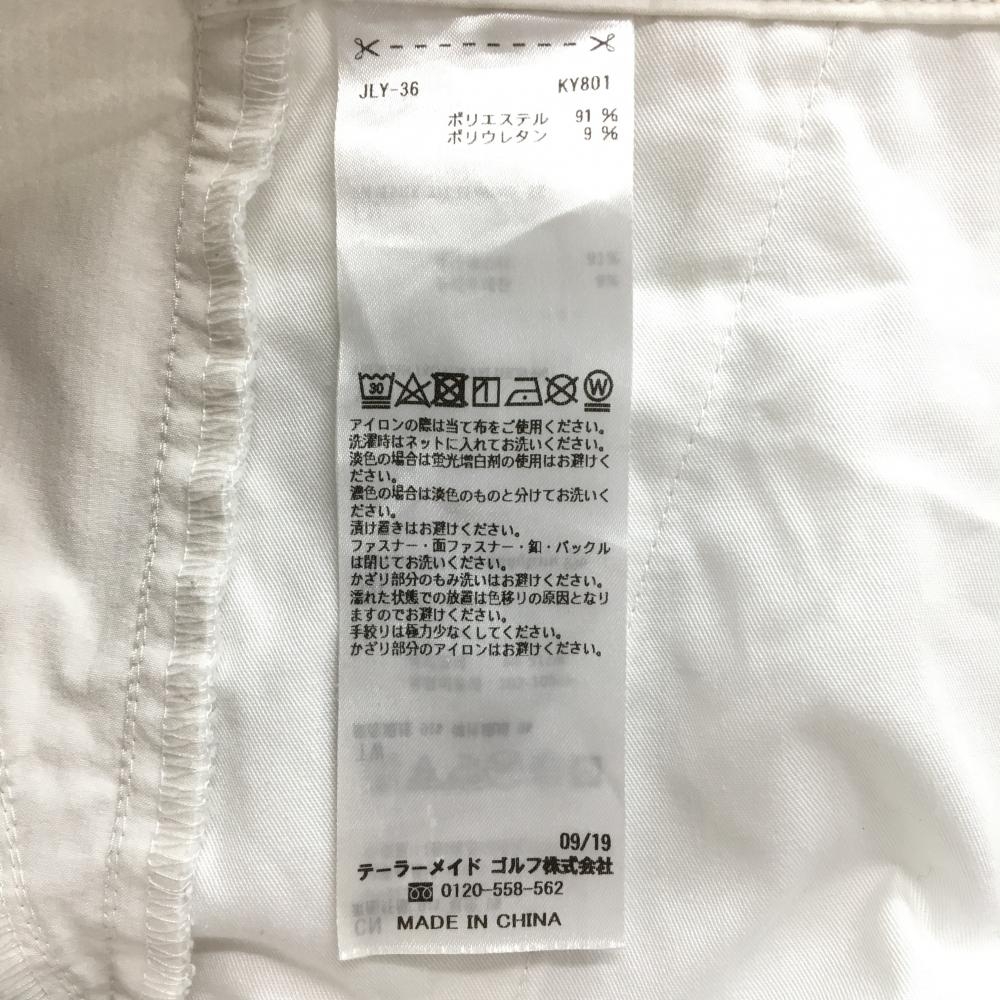 JLY-36 KY801
ポリエステル 91 %
ポリウレタン 9 %
30 W
アイロンの際は当て布をご使用ください。
洗濯時はネットに入れてお洗いください。
淡色の場合は蛍光増白剤の使用はお避けく
ださい。
濃色の場合は淡色のものと分けてお洗いく
ださい。
漬け置きはお避けください。
ファスナー・面ファスナー・釦・バックル
は閉じてお洗いください。
かざり部分のもみ洗いはお避けください。
濡れた状態での放置は色移りの原因となり
ますのでお避けください。
手絞りは極力少なくしてください。
かざり部分のアイロンはお避けください。
09/19
テーラーメイド ゴルフ株式会社
0120-558-562
MADE IN CHINA